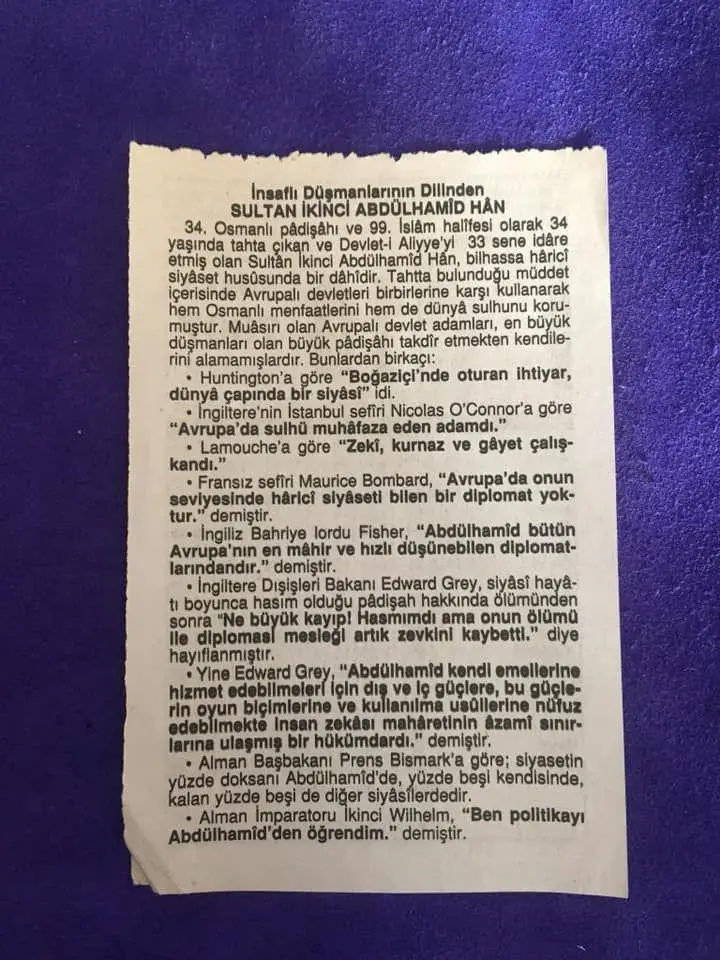 İnsaflı Düşmanlarının Dilinden
SULTAN İKİNCİ ABDÜLHAMÎD HÂN
34. Osmanlı pâdişâhı ve 99. İslâm halîfesi olarak 34
yaşında tahta çıkan ve Devlet-i Aliyye'yi 33 sene idâre
etmiş olan Sultân İkinci Abdülhamîd Hân, bilhassa hâricî
siyâset husûsunda bir dâhîdir. Tahtta bulunduğu müddet
içerisinde Avrupalı devletleri birbirlerine karşı kullanarak
hem Osmanlı menfaatlerini hem de dünyâ sulhunu koru-
muştur. Muâsırı olan Avrupalı devlet adamları, en büyük
düşmanları olan büyük pâdişâhı takdîr etmekten kendile-
rini alamamışlardır. Bunlardan birkaçı:
• Huntington'a göre "Boğaziçi'nde oturan ihtiyar,
dünyâ çapında bir siyâsî" idi.
• İngiltere'nin İstanbul sefîri Nicolas O'Connor'a göre
"Avrupa'da sulhü muhâfaza eden adamdı."
• Lamouche'a göre "Zekî, kurnaz ve gâyet çalış-
kandı."
• Fransız sefîri Maurice Bombard, "Avrupa'da onun
seviyesinde hâricî siyâseti bilen bir diplomat yok-
tur." demiştir.
• İngiliz Bahriye lordu Fisher, "Abdülhamîd bütün
Avrupa'nın en mâhir ve hızlı düşünebilen diplomat-
larındandır." demiştir.
• İngiltere Dışişleri Bakanı Edward Grey, siyâsî hayâ-
tı boyunca hasım olduğu pâdişah hakkında ölümünden
sonra "Ne büyük kayıp! Hasmımdı ama onun ölümü
ile diplomasi mesleği artık zevkini kaybetti." diye
hayıflanmıştır.
• Yine Edward Grey, "Abdülhamîd kendi emellerine
hizmet edebilmeleri için dış ve iç güçlere, bu güçle-
rin oyun biçimlerine ve kullanılma usûllerine nüfuz
edebilmekte insan zekâsı mahâretinin âzamî sınır-
larına ulaşmış bir hükümdardı." demiştir.
• Alman Başbakanı Prens Bismark'a göre; siyasetin
yüzde doksanı Abdülhamîd'de, yüzde beşi kendisinde,
kalan yüzde beşi de diğer siyâsîlerdedir.
• Alman İmparatoru İkinci Wilhelm, "Ben politikayı
Abdülhamîd'den öğrendim." demiştir.